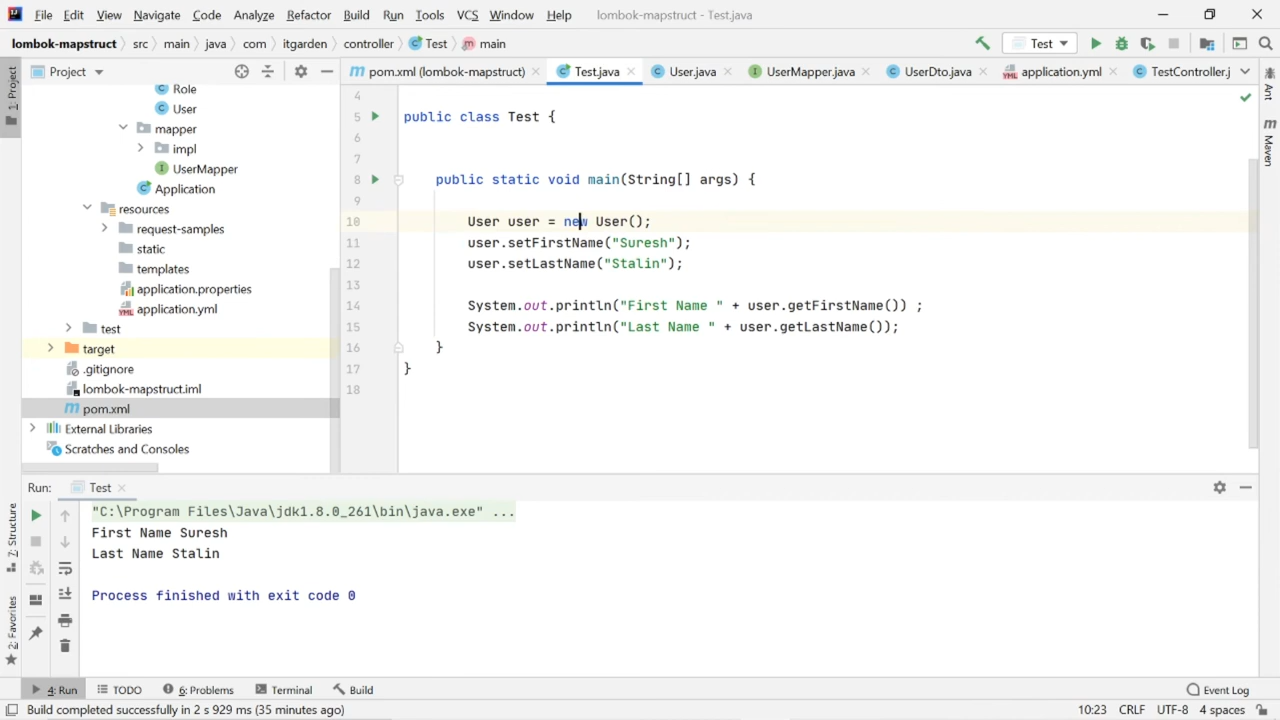 File Edit View Navigate Code Analyze Refactor Build Run Tools VCS Window Help lombok-mapstruct - Test.java
lombok-mapstruct src main java com itgarden controller Test main Test
1: Project
Project
pom.xml (lombok-mapstruct) Test.java User.java UserMapper.java UserDto.java application.yml TestController.j
Ant
Maven
Role
User
mapper
impl
UserMapper
Application
resources
request-samples
static
templates
application.properties
application.yml
test
target
.gitignore
lombok-mapstruct.iml
pom.xml
External Libraries
Scratches and Consoles
4
5 public class Test {
6
7
8 public static void main(String[] args) {
9
10 User user = new User();
11 user.setFirstName("Suresh");
12 user.setLastName("Stalin");
13
14 System.out.println("First Name " + user.getFirstName()) ;
15 System.out.println("Last Name " + user.getLastName());
16 }
17 }
18
Run: Test
7: Structure
2: Favorites
"C:\Program Files\Java\jdk1.8.0_261\bin\java.exe" ...
First Name Suresh
Last Name Stalin
Process finished with exit code 0
4: Run TODO 6: Problems Terminal Build Event Log
Build completed successfully in 2 s 929 ms (35 minutes ago) 10:23 CRLF UTF-8 4 spaces